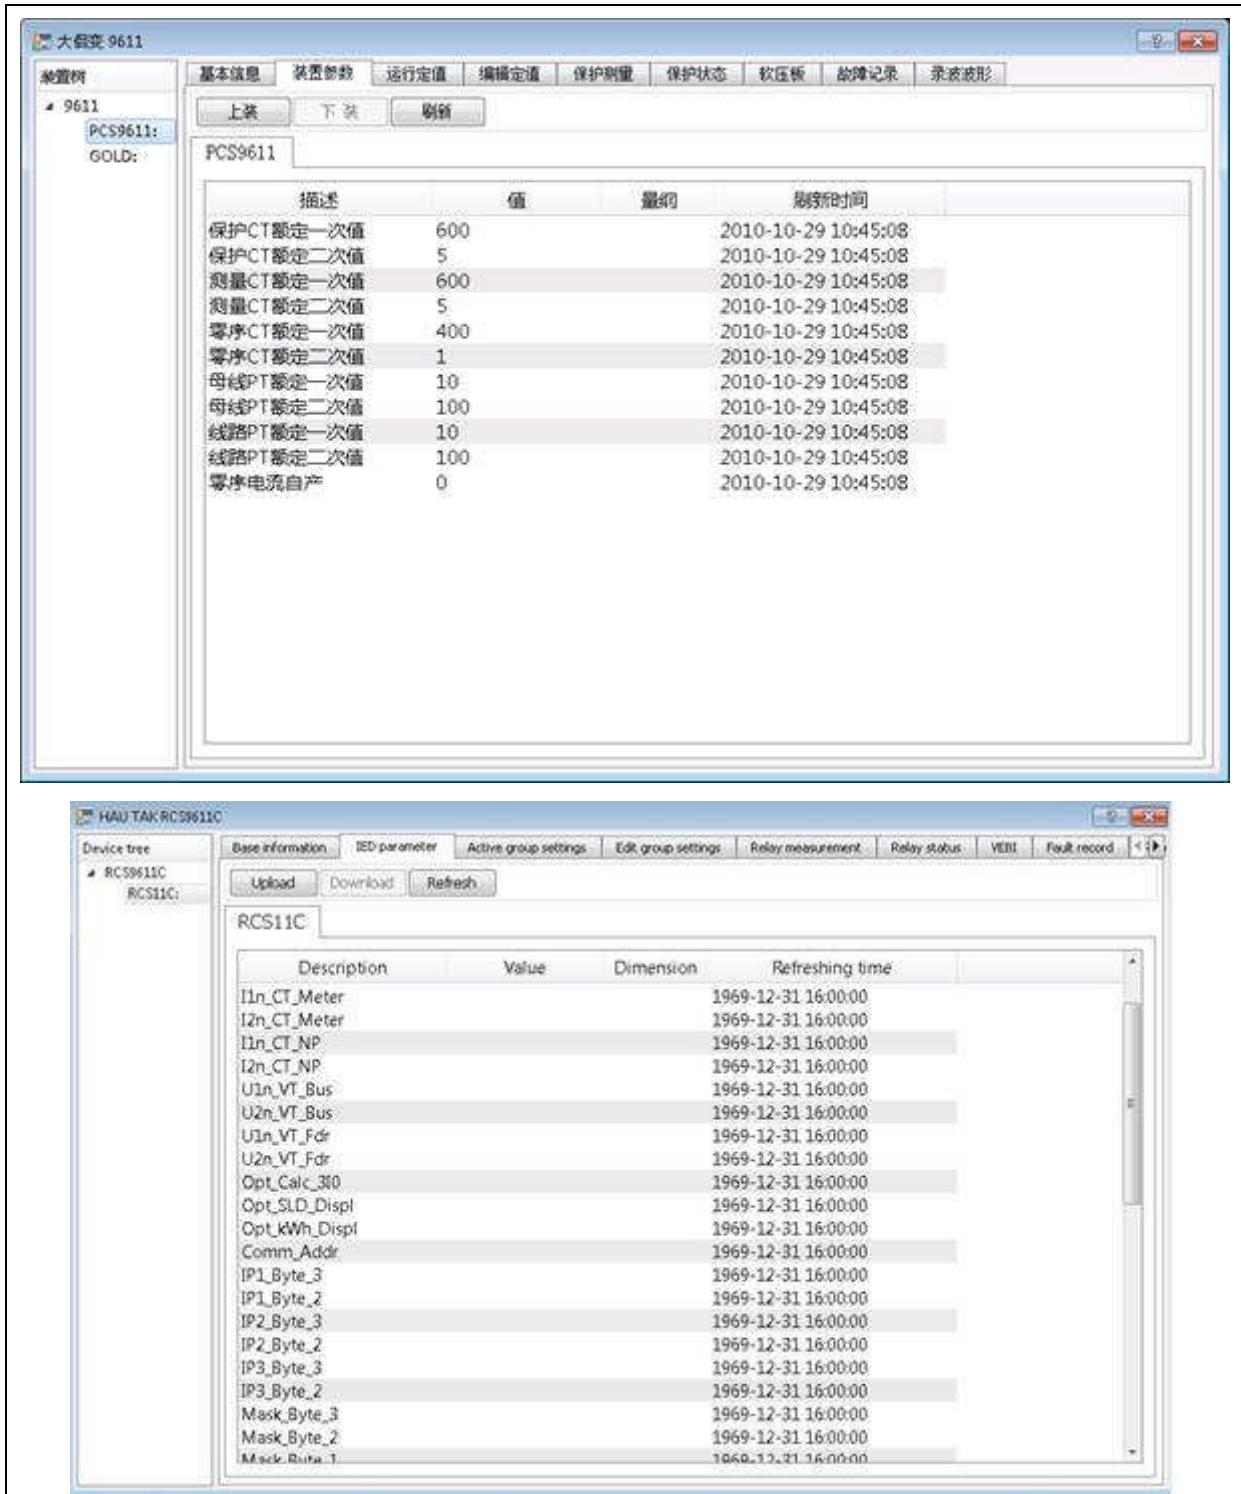 大侣变 9611
装置树
基本信息 装置参数 运行定值 编辑定值 保护测量 保护状态 软压板 故障记录 录波波形
9611
PCS9611:
GOLD:
上装 下 装 刷新
PCS9611
描述 值 量纲 刷新时间
保护CT额定一次值 600 2010-10-29 10:45:08
保护CT额定二次值 5 2010-10-29 10:45:08
测量CT额定一次值 600 2010-10-29 10:45:08
测量CT额定二次值 5 2010-10-29 10:45:08
零序CT额定一次值 400 2010-10-29 10:45:08
零序CT额定二次值 1 2010-10-29 10:45:08
母线PT额定一次值 10 2010-10-29 10:45:08
母线PT额定二次值 100 2010-10-29 10:45:08
线路PT额定一次值 10 2010-10-29 10:45:08
线路PT额定二次值 100 2010-10-29 10:45:08
零序电流自产 0 2010-10-29 10:45:08
HAU TAK RCS9611C
Device tree
Base information IED parameter Active group settings Edit group settings Relay measurement Relay status VEBI Fault record
RCS9611C
RCS11C:
Upload Download Refresh
RCS11C
Description Value Dimension Refreshing time
I1n_CT_Meter 1969-12-31 16:00:00
I2n_CT_Meter 1969-12-31 16:00:00
I1n_CT_NP 1969-12-31 16:00:00
I2n_CT_NP 1969-12-31 16:00:00
U1n_VT_Bus 1969-12-31 16:00:00
U2n_VT_Bus 1969-12-31 16:00:00
U1n_VT_Fdr 1969-12-31 16:00:00
U2n_VT_Fdr 1969-12-31 16:00:00
Opt_Calc_3I0 1969-12-31 16:00:00
Opt_SLD_Displ 1969-12-31 16:00:00
Opt_kWh_Displ 1969-12-31 16:00:00
Comm_Addr 1969-12-31 16:00:00
IP1_Byte_3 1969-12-31 16:00:00
IP1_Byte_2 1969-12-31 16:00:00
IP2_Byte_3 1969-12-31 16:00:00
IP2_Byte_2 1969-12-31 16:00:00
IP3_Byte_3 1969-12-31 16:00:00
IP3_Byte_2 1969-12-31 16:00:00
Mask_Byte_3 1969-12-31 16:00:00
Mask_Byte_2 1969-12-31 16:00:00
Mask_Byte_1 1969-12-31 16:00:00